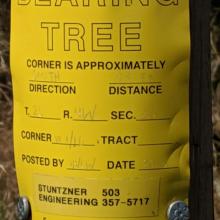 BEARING
TREE
CORNER IS APPROXIMATELY
DIRECTION DISTANCE
T. R. SEC.
CORNER , TRACT
POSTED BY DATE
STUNTZNER 503
ENGINEERING 357-5717